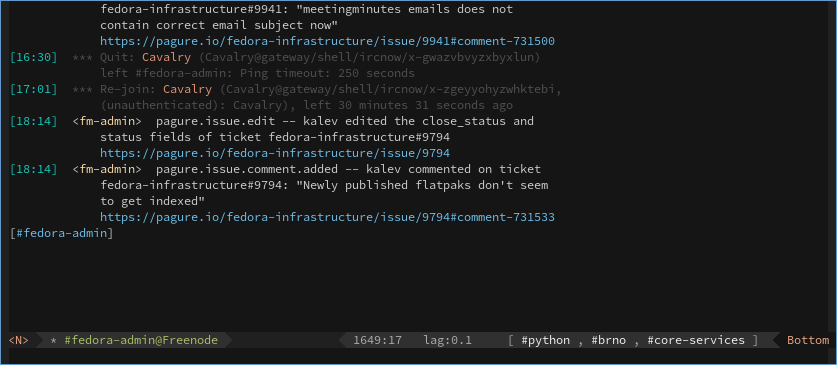 fedora-infrastructure#9941: "meetingminutes emails does not
contain correct email subject now"
https://pagure.io/fedora-infrastructure/issue/9941#comment-731500
[16:30] *** Quit: Cavalry (Cavalry@gateway/shell/ircnow/x-gwazvbvyzxbyxlun)
left #fedora-admin: Ping timeout: 250 seconds
[17:01] *** Re-join: Cavalry (Cavalry@gateway/shell/ircnow/x-zgeyyohyzwhktebi,
(unauthenticated): Cavalry), left 30 minutes 31 seconds ago
[18:14] <fm-admin> pagure.issue.edit -- kalev edited the close_status and
status fields of ticket fedora-infrastructure#9794
https://pagure.io/fedora-infrastructure/issue/9794
[18:14] <fm-admin> pagure.issue.comment.added -- kalev commented on ticket
fedora-infrastructure#9794: "Newly published flatpaks don't seem
to get indexed"
https://pagure.io/fedora-infrastructure/issue/9794#comment-731533
[#fedora-admin]
<N> * #fedora-admin@Freenode 1649:17 lag:0.1 [ #python , #brno , #core-services ] Bottom